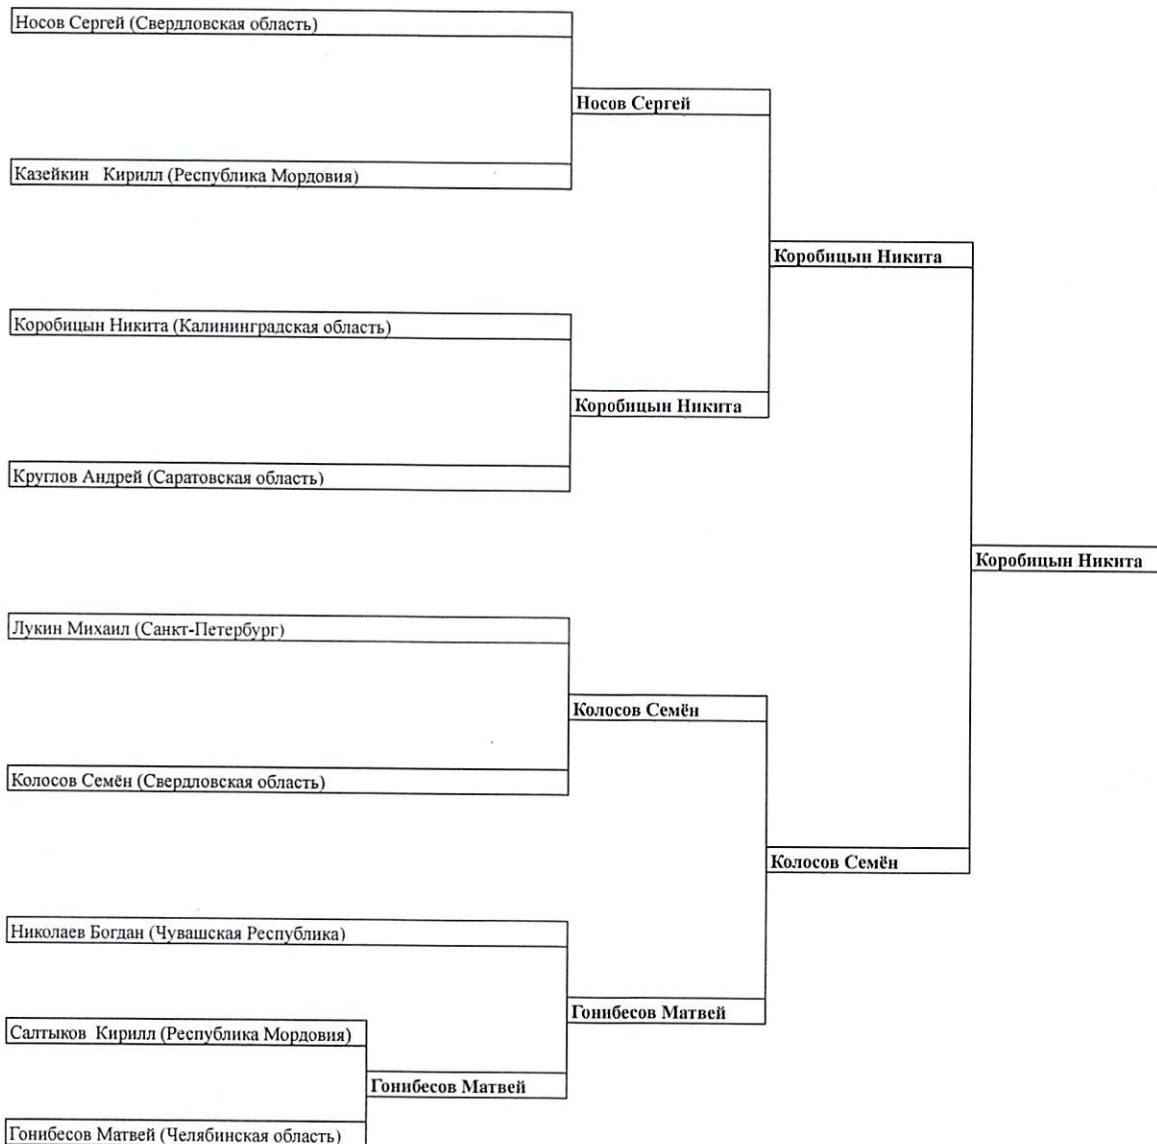 Носов Сергей (Свердловская область)
Носов Сергей
Казейкин Кирилл (Республика Мордовия)
Коробицын Никита
Коробицын Никита (Калининградская область)
Коробицын Никита
Круглов Андрей (Саратовская область)
Коробицын Никита
Лукин Михаил (Санкт-Петербург)
Колосов Семён
Колосов Семён (Свердловская область)
Колосов Семён
Николаев Богдан (Чувашская Республика)
Гонибесов Матвей
Салтыков Кирилл (Республика Мордовия)
Гонибесов Матвей
Гонибесов Матвей (Челябинская область)